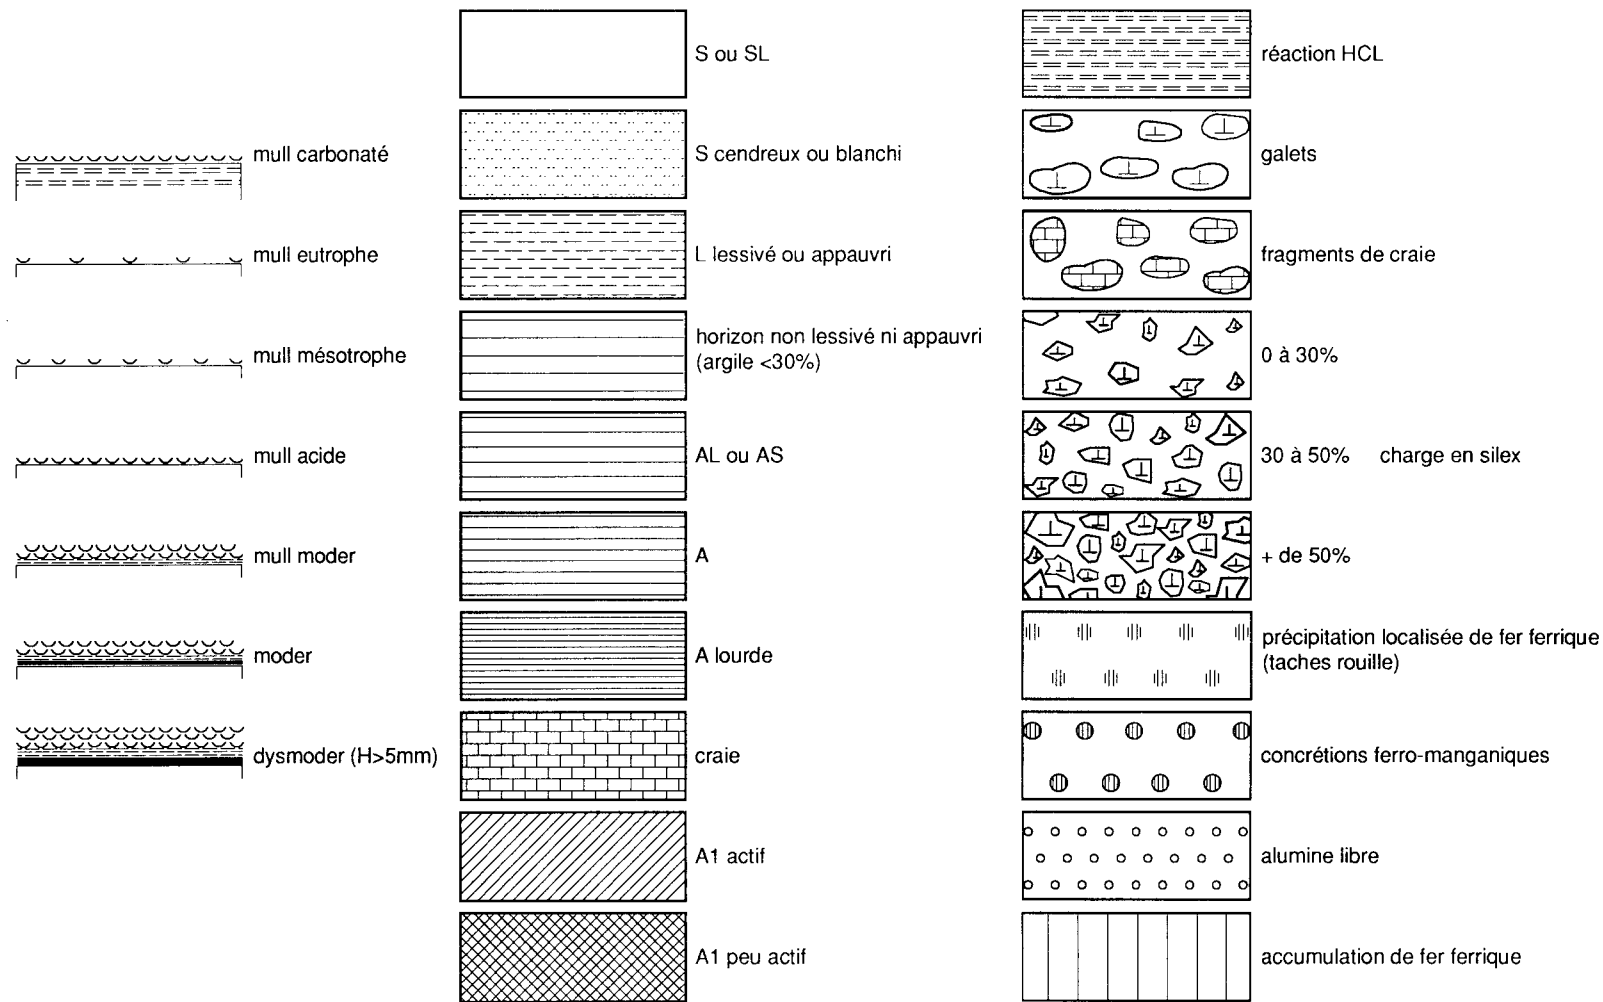 mull carbonaté
mull eutrophe
mull mésotrophe
mull acide
mull moder
moder
dysmoder (H>5mm)
S ou SL
S cendreux ou blanchi
L lessivé ou appauvri
horizon non lessivé ni appauvri
(argile <30%)
AL ou AS
A
A lourde
craie
A1 actif
A1 peu actif
réaction HCL
galets
fragments de craie
0 à 30%
30 à 50% charge en silex
+ de 50%
précipitation localisée de fer ferrique
(taches rouille)
concrétions ferro-manganiques
alumine libre
accumulation de fer ferrique